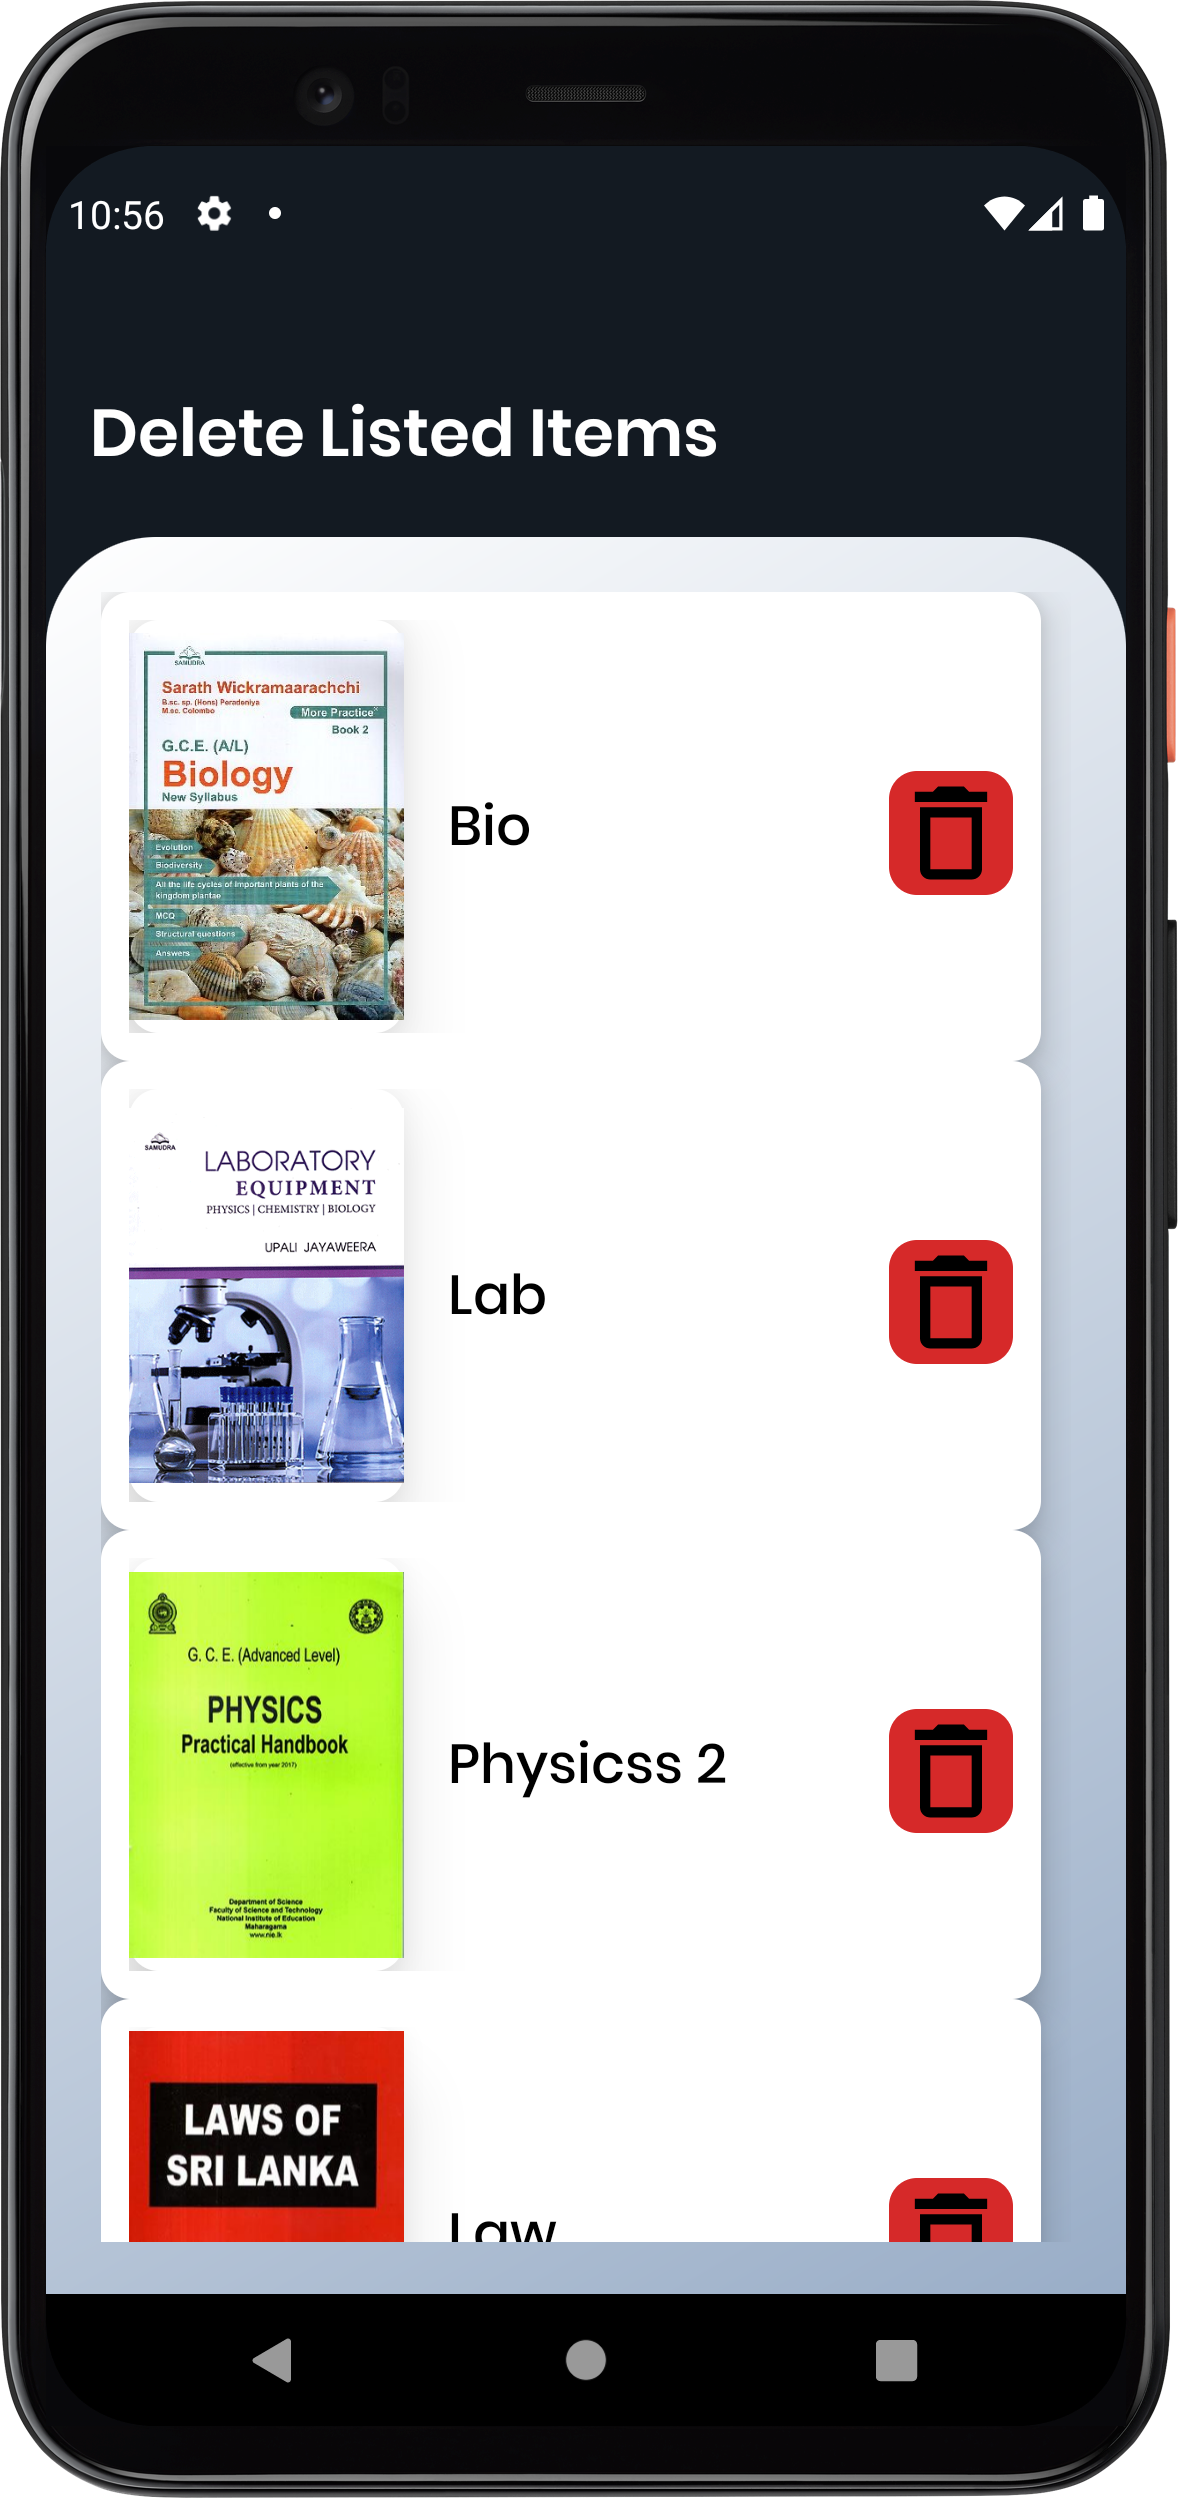 10:56
Delete Listed Items
SAMUDRA
Sarath Wickramaarachchi
B.sc. sp. (Hons) Peradeniya
M.sc. Colombo
More Practice
Book 2
G.C.E. (A/L)
Biology
New Syllabus
Evolution
Biodiversity
All the life cycles of important plants of the
kingdom plantae
MCQ
Structural questions
Answers
Bio
SAMUDRA
LABORATORY
EQUIPMENT
PHYSICS | CHEMISTRY | BIOLOGY
UPALI JAYAWEERA
Lab
G. C. E. (Advanced Level)
PHYSICS
Practical Handbook
(effective from year 2017)
Department of Science
Faculty of Science and Technology
National Institute of Education
Maharagama
www.nie.lk
Physicss 2
LAWS OF
SRI LANKA
Law